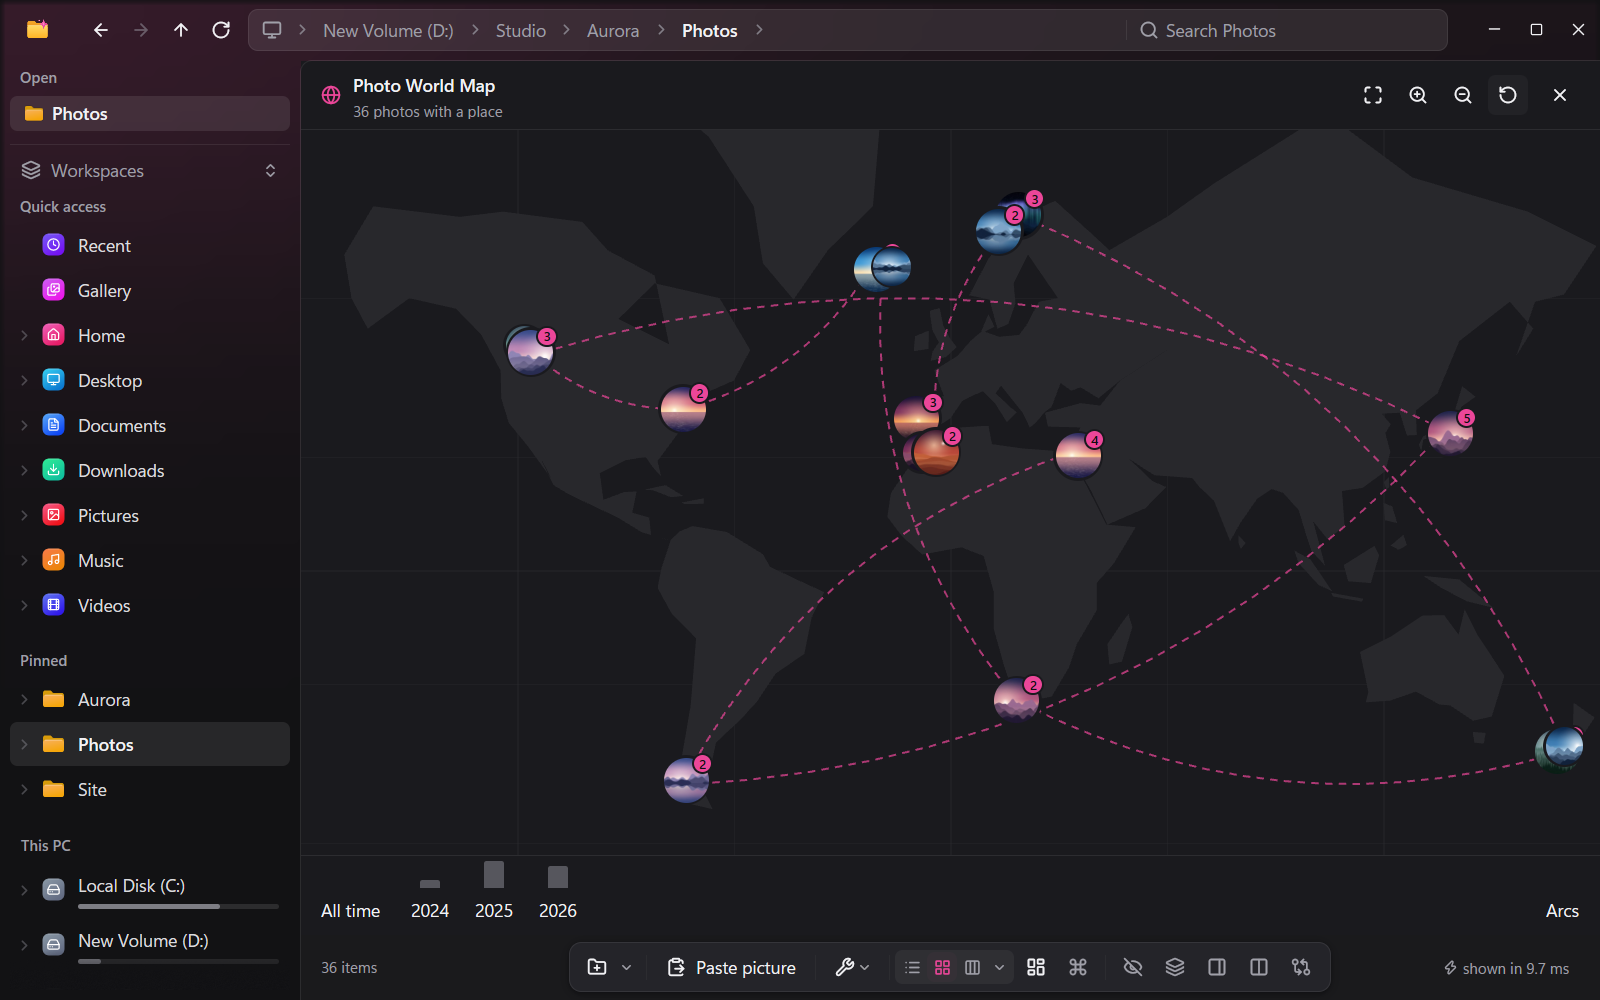 New Volume (D:)
Studio
Aurora
Photos
Search Photos
Open
Photos
Workspaces
Quick access
Recent
Gallery
Home
Desktop
Documents
Downloads
Pictures
Music
Videos
Pinned
Aurora
Photos
Site
This PC
Local Disk (C:)
New Volume (D:)
Photo World Map
36 photos with a place
3
2
3
2
3
2
4
5
2
2
All time
2024
2025
2026
Arcs
36 items
Paste picture
shown in 9.7 ms